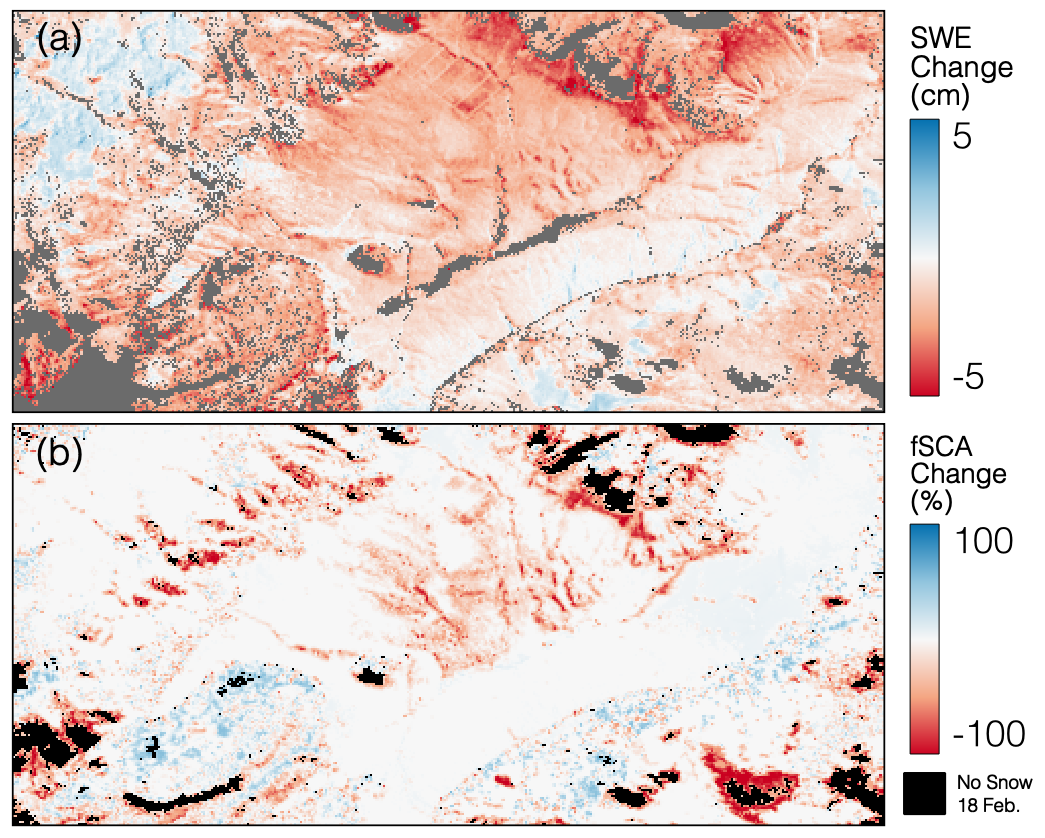 (a)
SWE
Change
(cm)
5
-5
(b)
fSCA
Change
(%)
100
-100
No Snow
18 Feb.